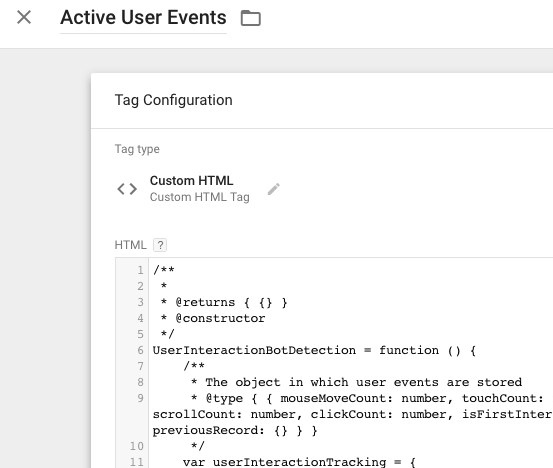 Active User Events
Tag Configuration
Tag type
Custom HTML
Custom HTML Tag
HTML ?
1 /**
2 *
3 * @returns { {} }
4 * @constructor
5 */
6 UserInteractionBotDetection = function () {
7 /**
8 * The object in which user events are stored
9 * @type { { mouseMoveCount: number, touchCount:
scrollCount: number, clickCount: number, isFirstInter
previousRecord: {} } }
10 */
11 var userInteractionTracking = {